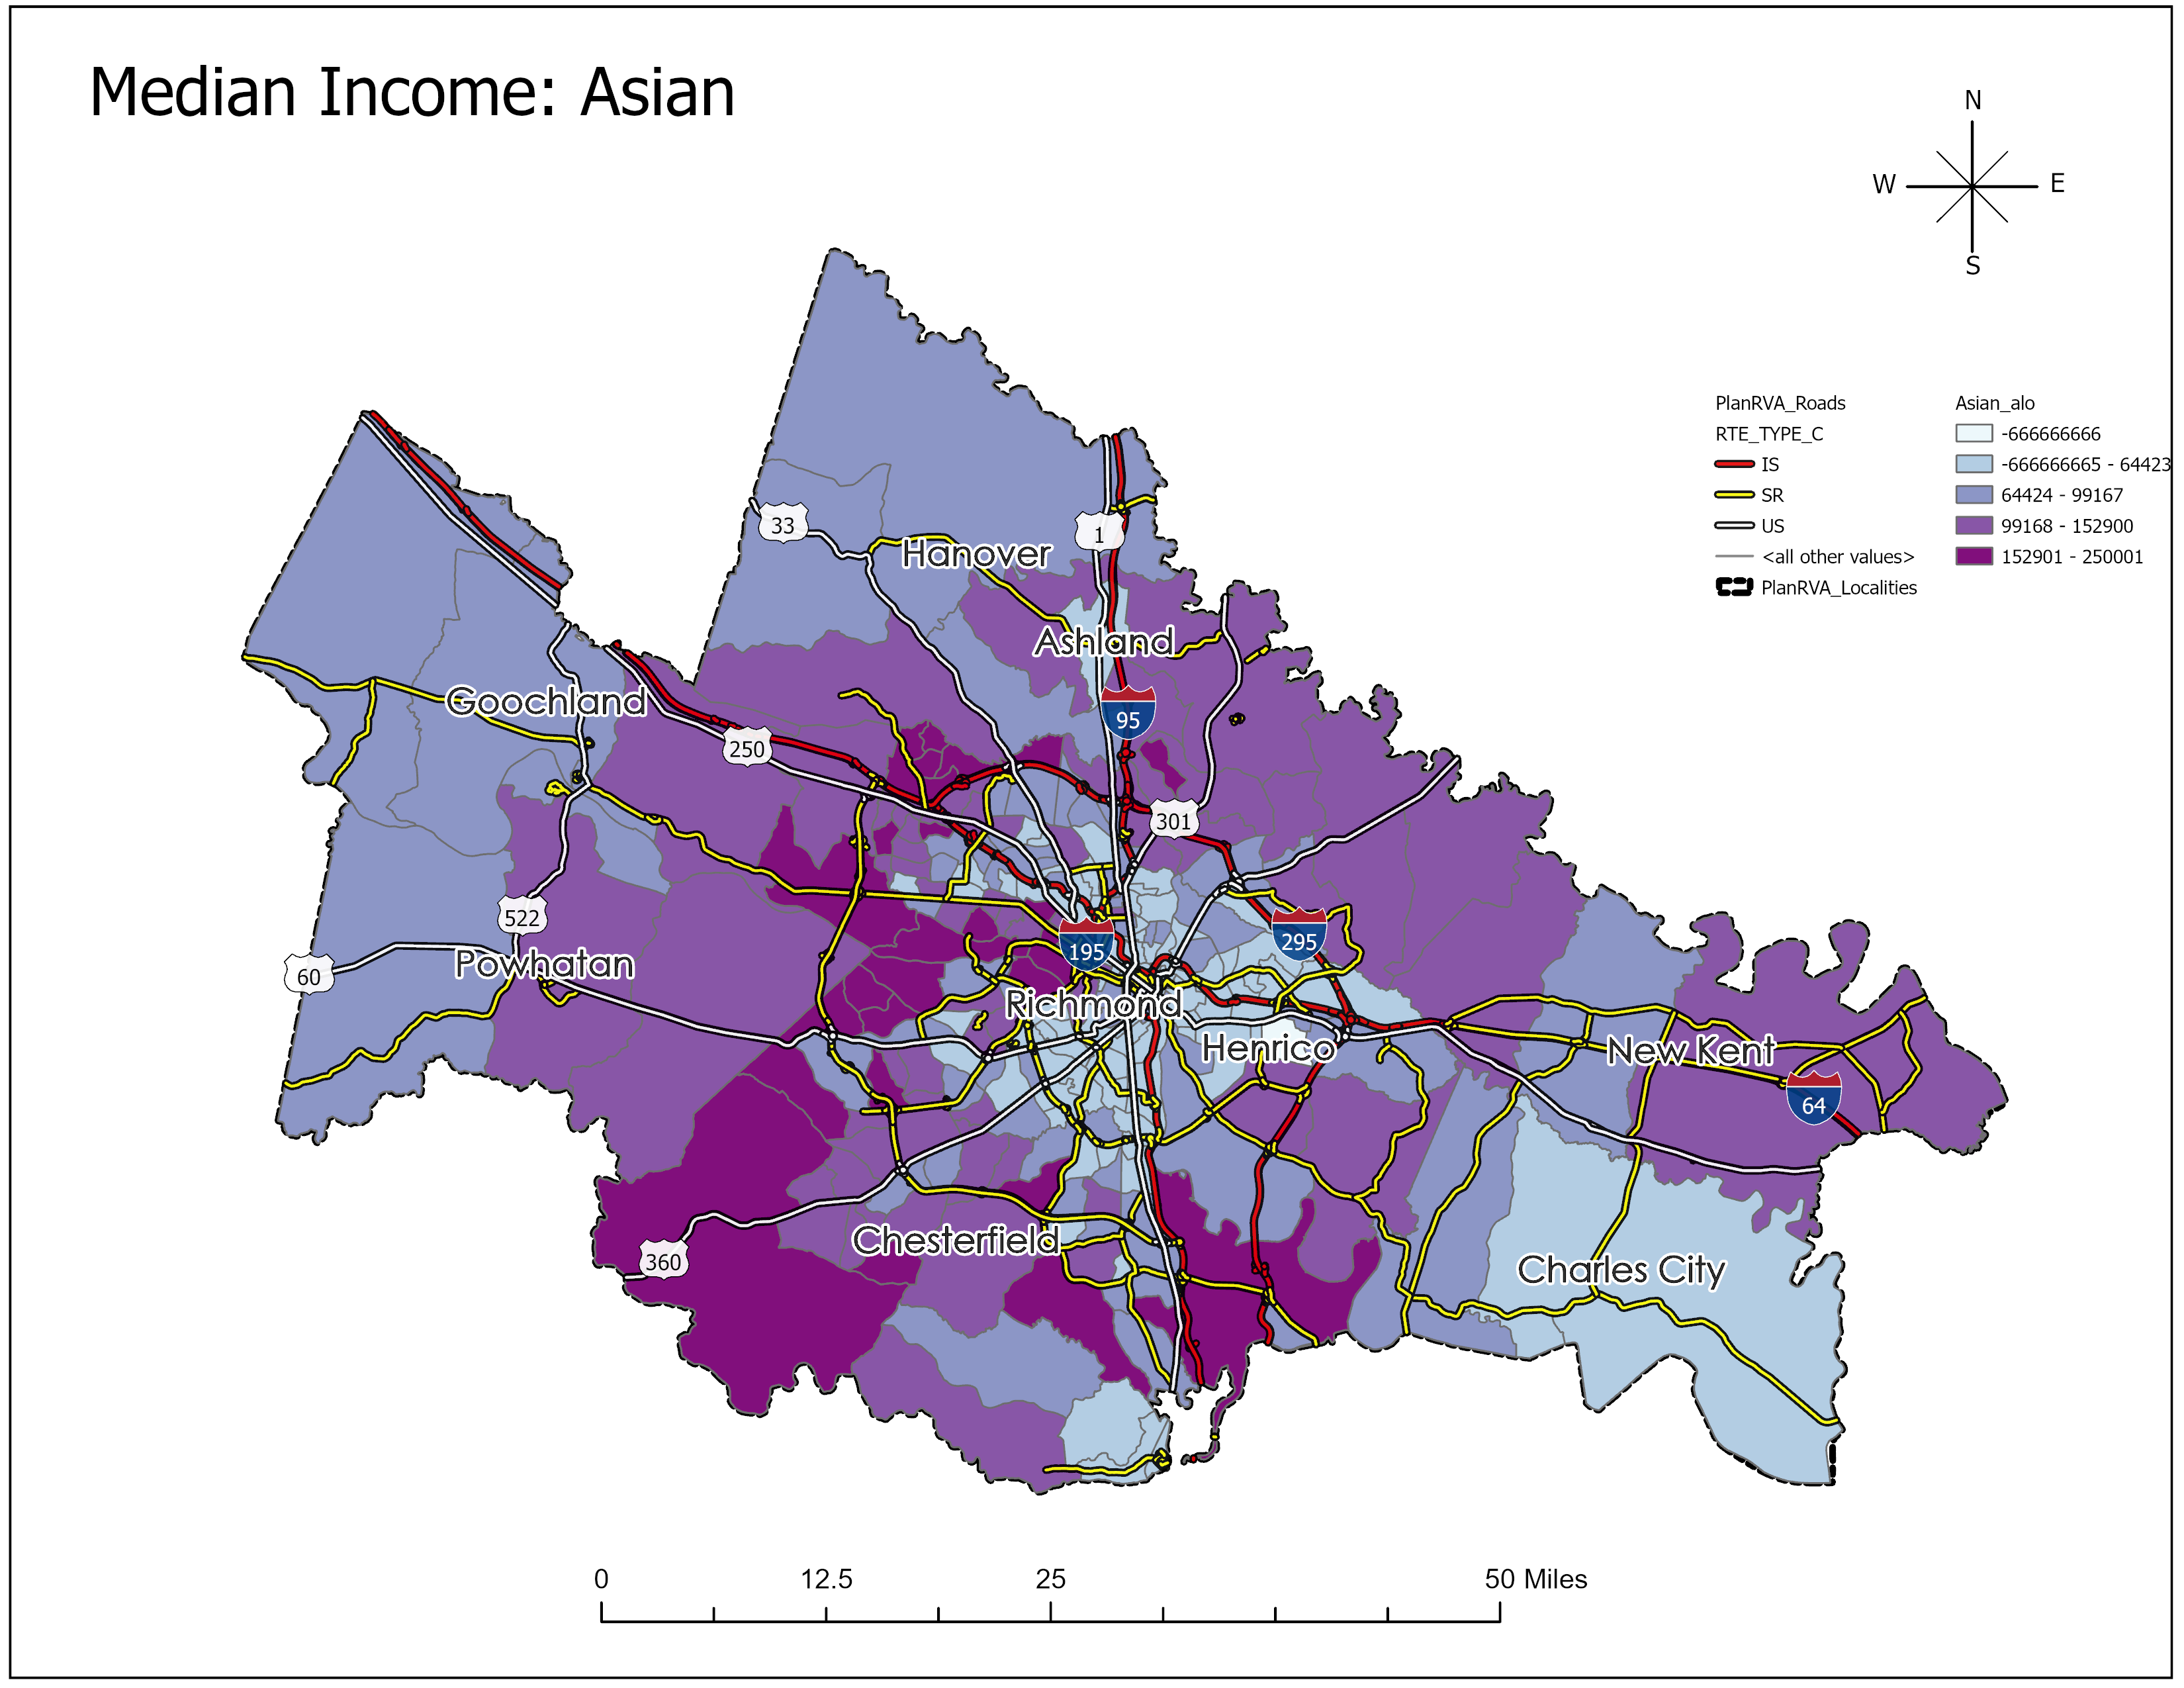 Median Income: Asian
N
W
E
S
PlanRVA_Roads
RTE_TYPE_C
IS
SR
US
<all other values>
PlanRVA_Localities
Asian_alo
-666666666
-666666665 - 64423
64424 - 99167
99168 - 152900
152901 - 250001
33
1
Hanover
Ashland
Goochland
95
250
301
522
195
295
60
Powhatan
Richmond
Henrico
New Kent
64
Chesterfield
360
Charles City
0
12.5
25
50 Miles